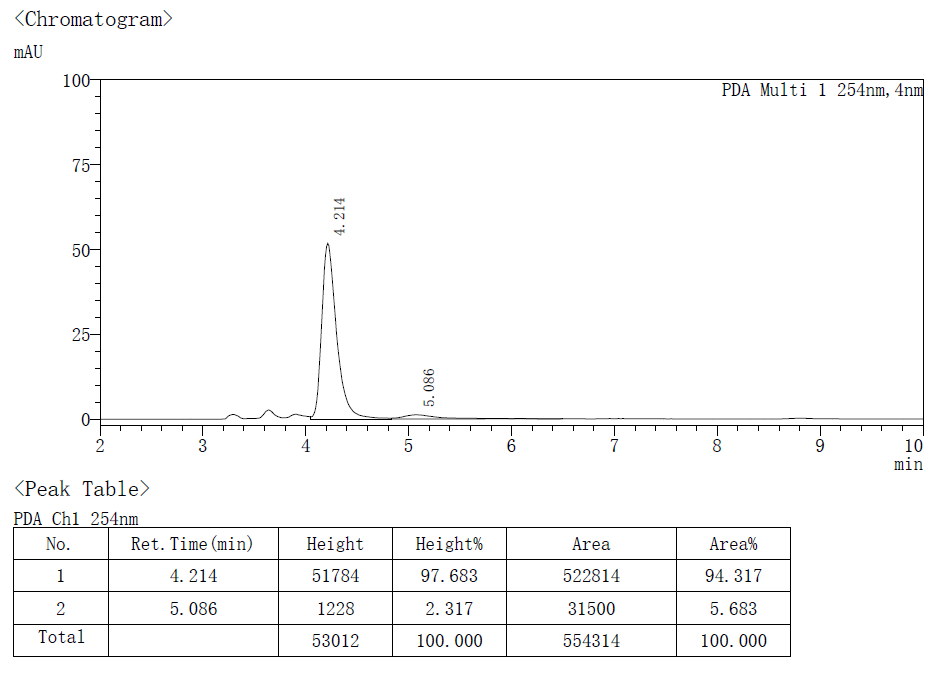 <Chromatogram>
mAU
PDA Multi 1 254nm,4nm
100
75
50
25
0
4.214
5.086
2 3 4 5 6 7 8 9 10
min
<Peak Table>
PDA Ch1 254nm
No. Ret.Time(min) Height Height% Area Area%
1 4.214 51784 97.683 522814 94.317
2 5.086 1228 2.317 31500 5.683
Total 53012 100.000 554314 100.000